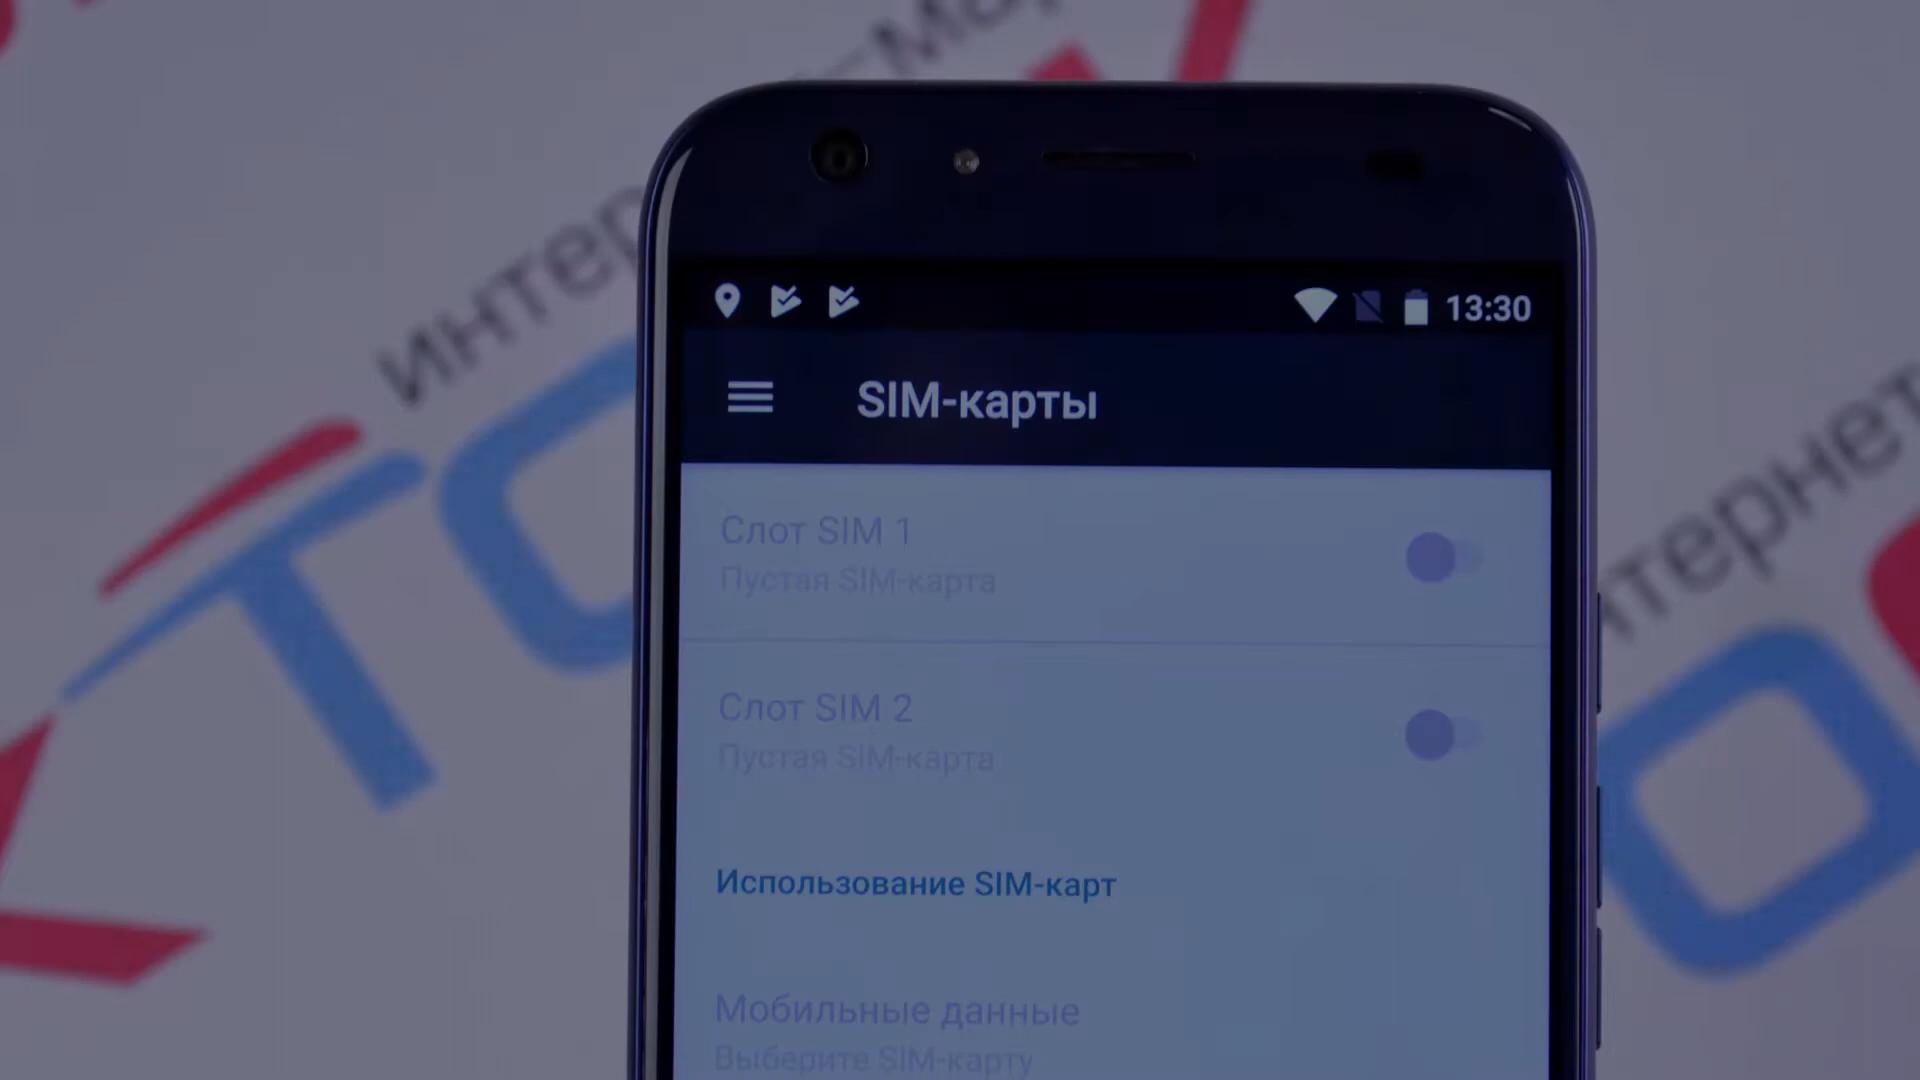 13:30
SIM-карты
Слот SIM 1
Пустая SIM-карта
Слот SIM 2
Пустая SIM-карта
Использование SIM-карт
Мобильные данные
Выберите SIM-карту